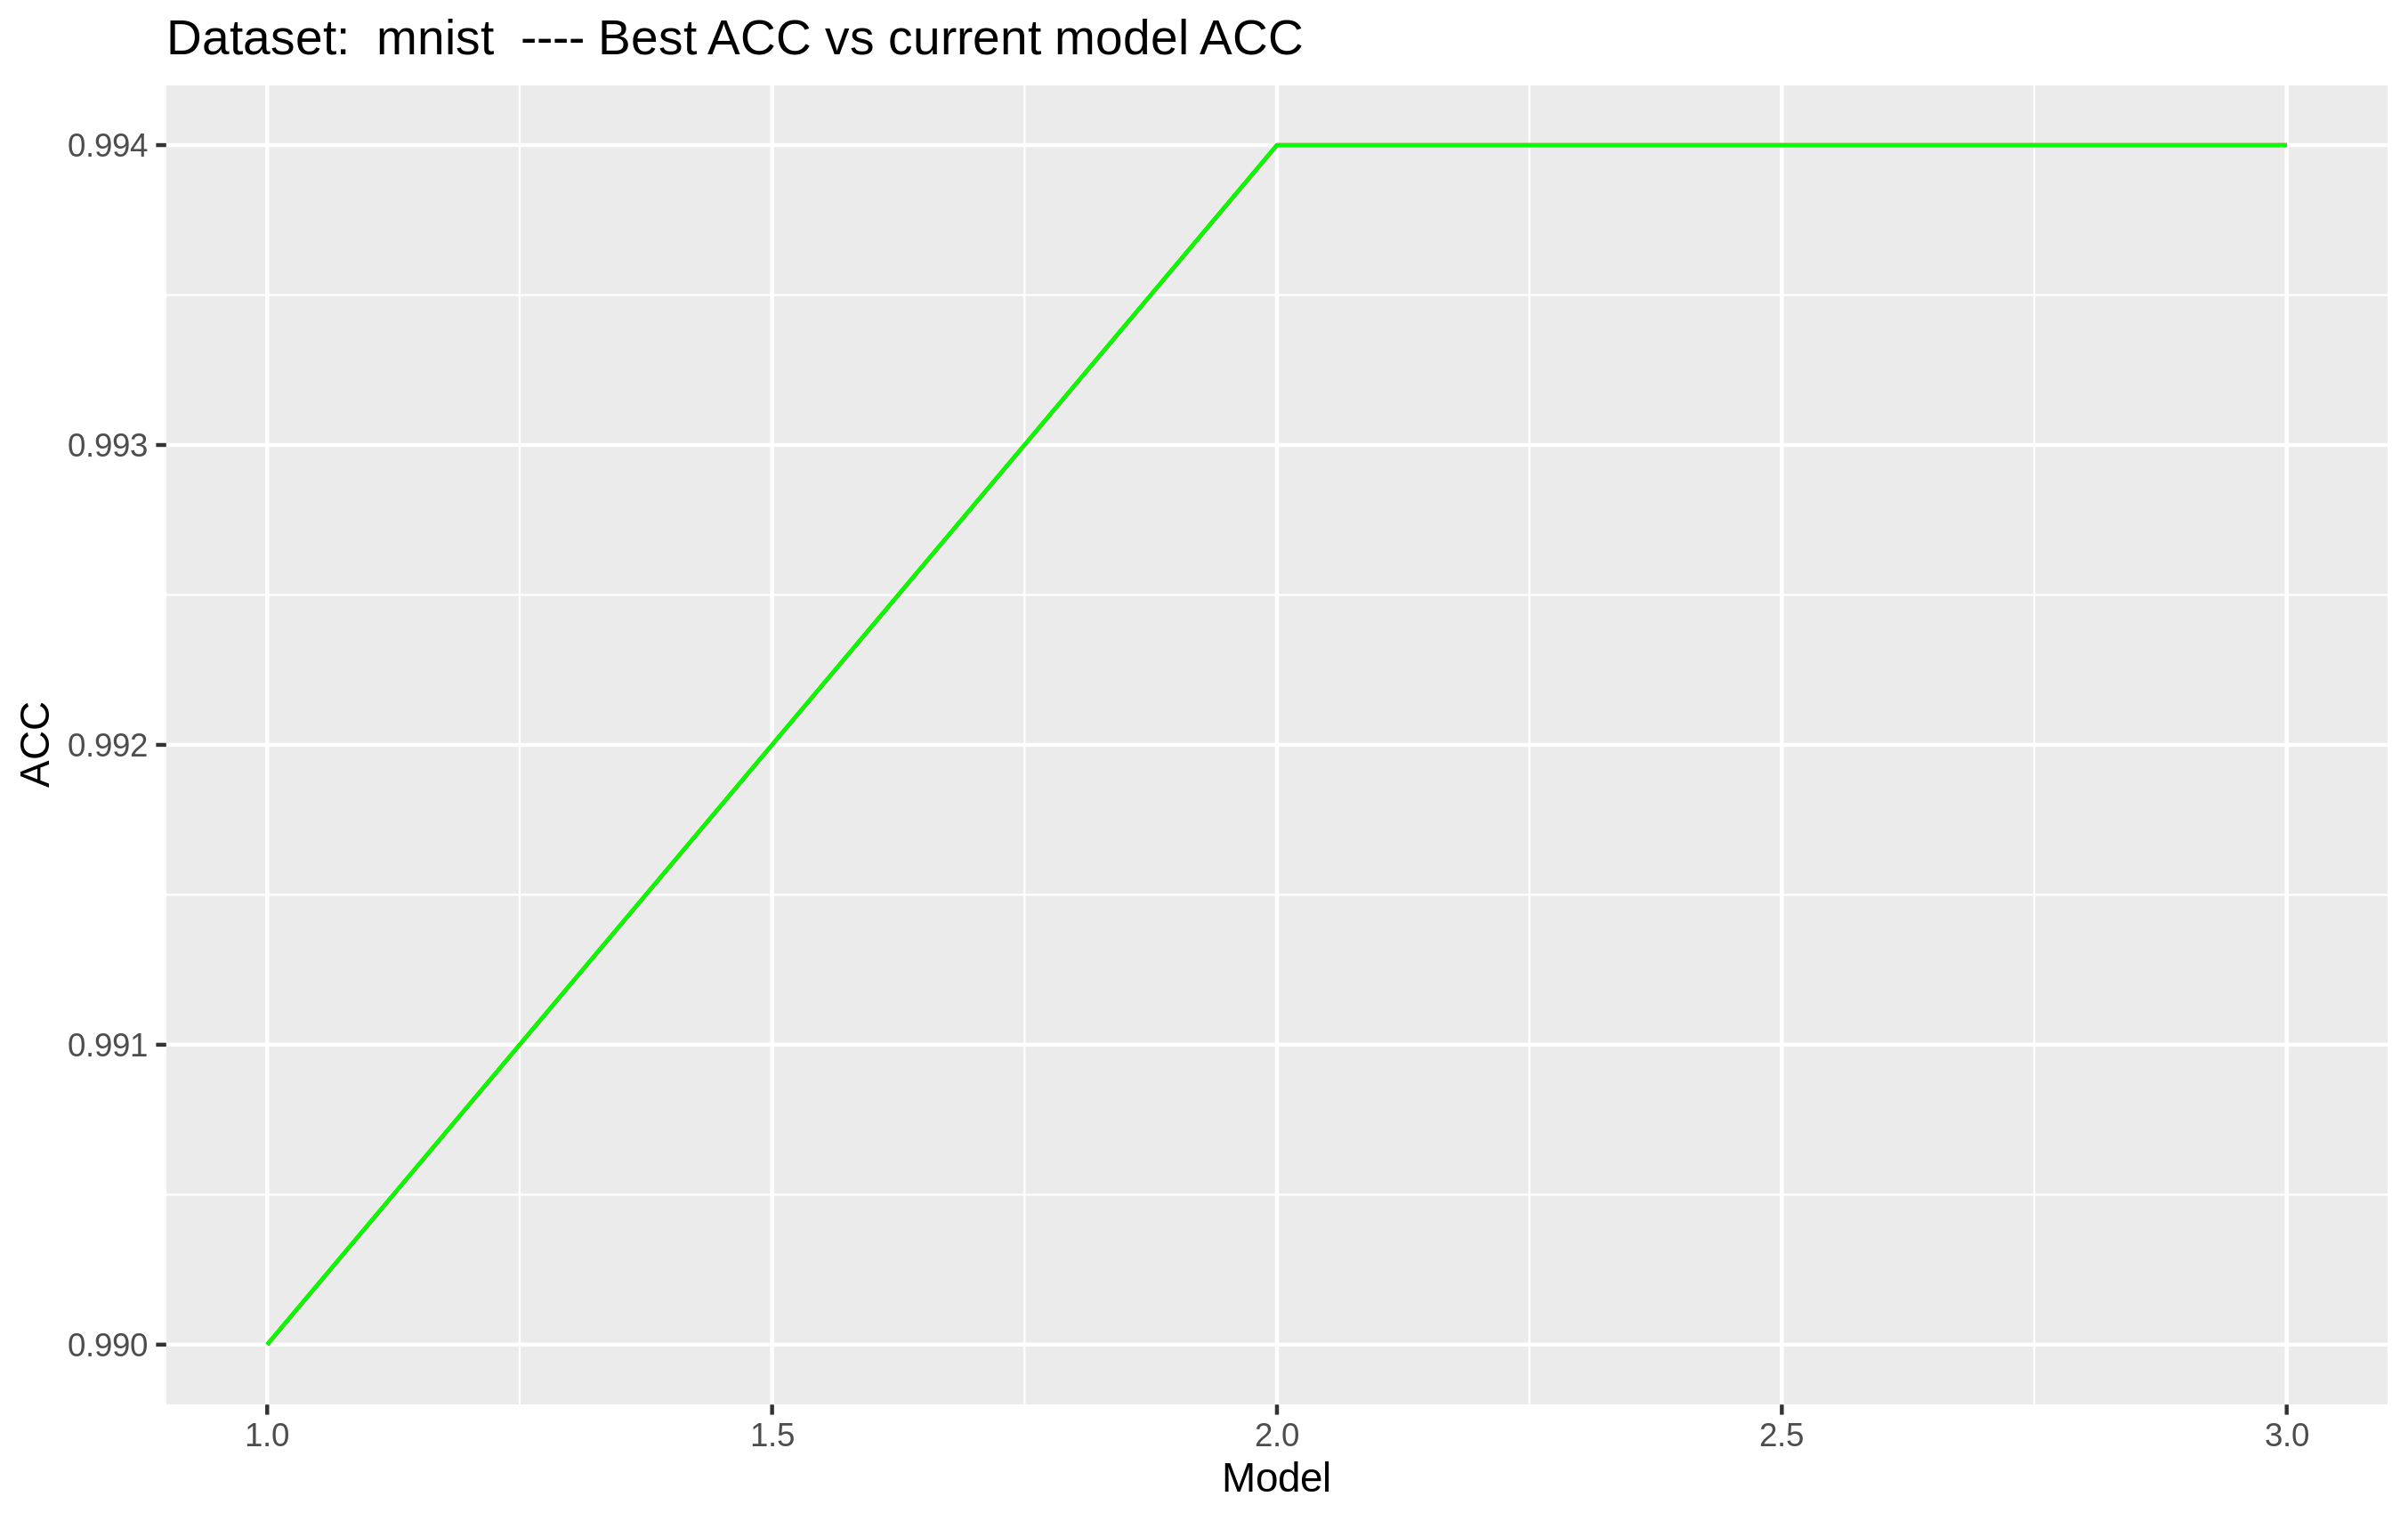 Dataset:  mnist  ---- Best ACC vs current model ACC
0.994
0.993
0.992
0.991
0.990
ACC
1.0 1.5 2.0 2.5 3.0
Model